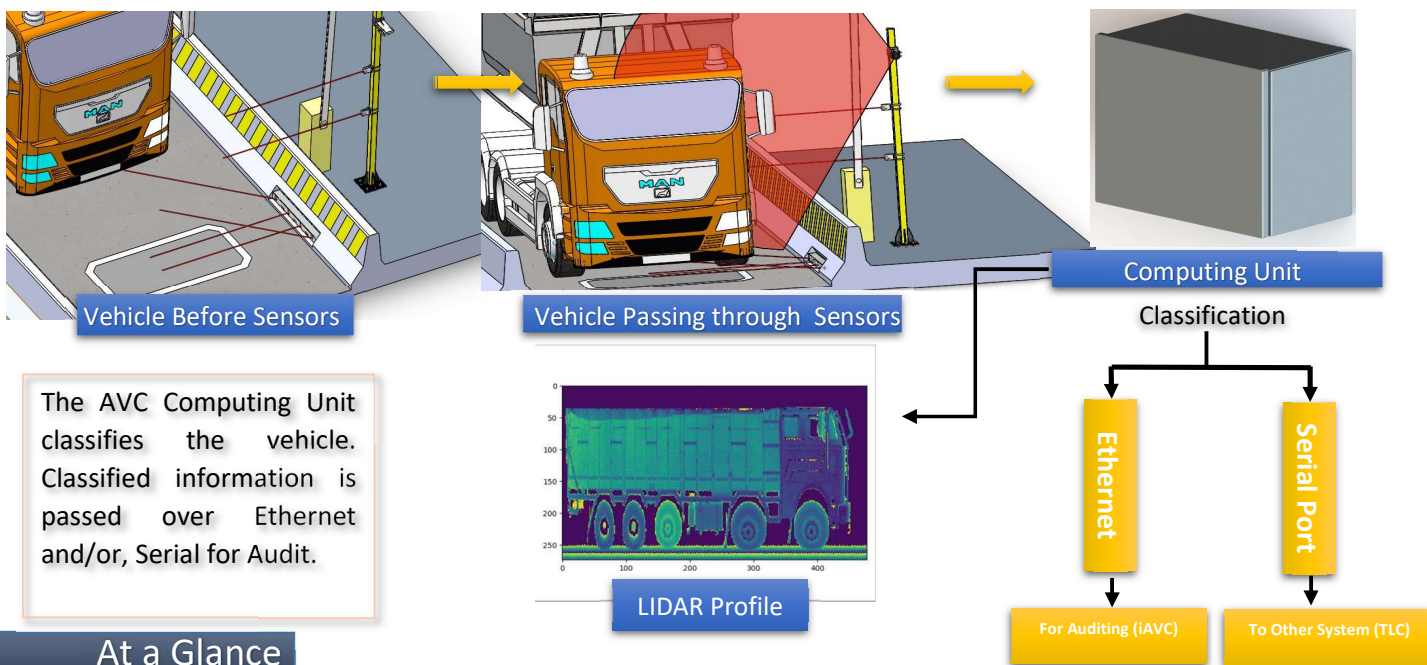 MAN
MAN
Vehicle Before Sensors
Vehicle Passing through Sensors
Computing Unit
Classification
The AVC Computing Unit
classifies the vehicle.
Classified information is
passed over Ethernet
and/or, Serial for Audit.
0
50
100
150
200
250
0
100
200
300
400
LIDAR Profile
Ethernet
Serial Port
For Auditing (iAVC)
To Other System (TLC)
At a Glance